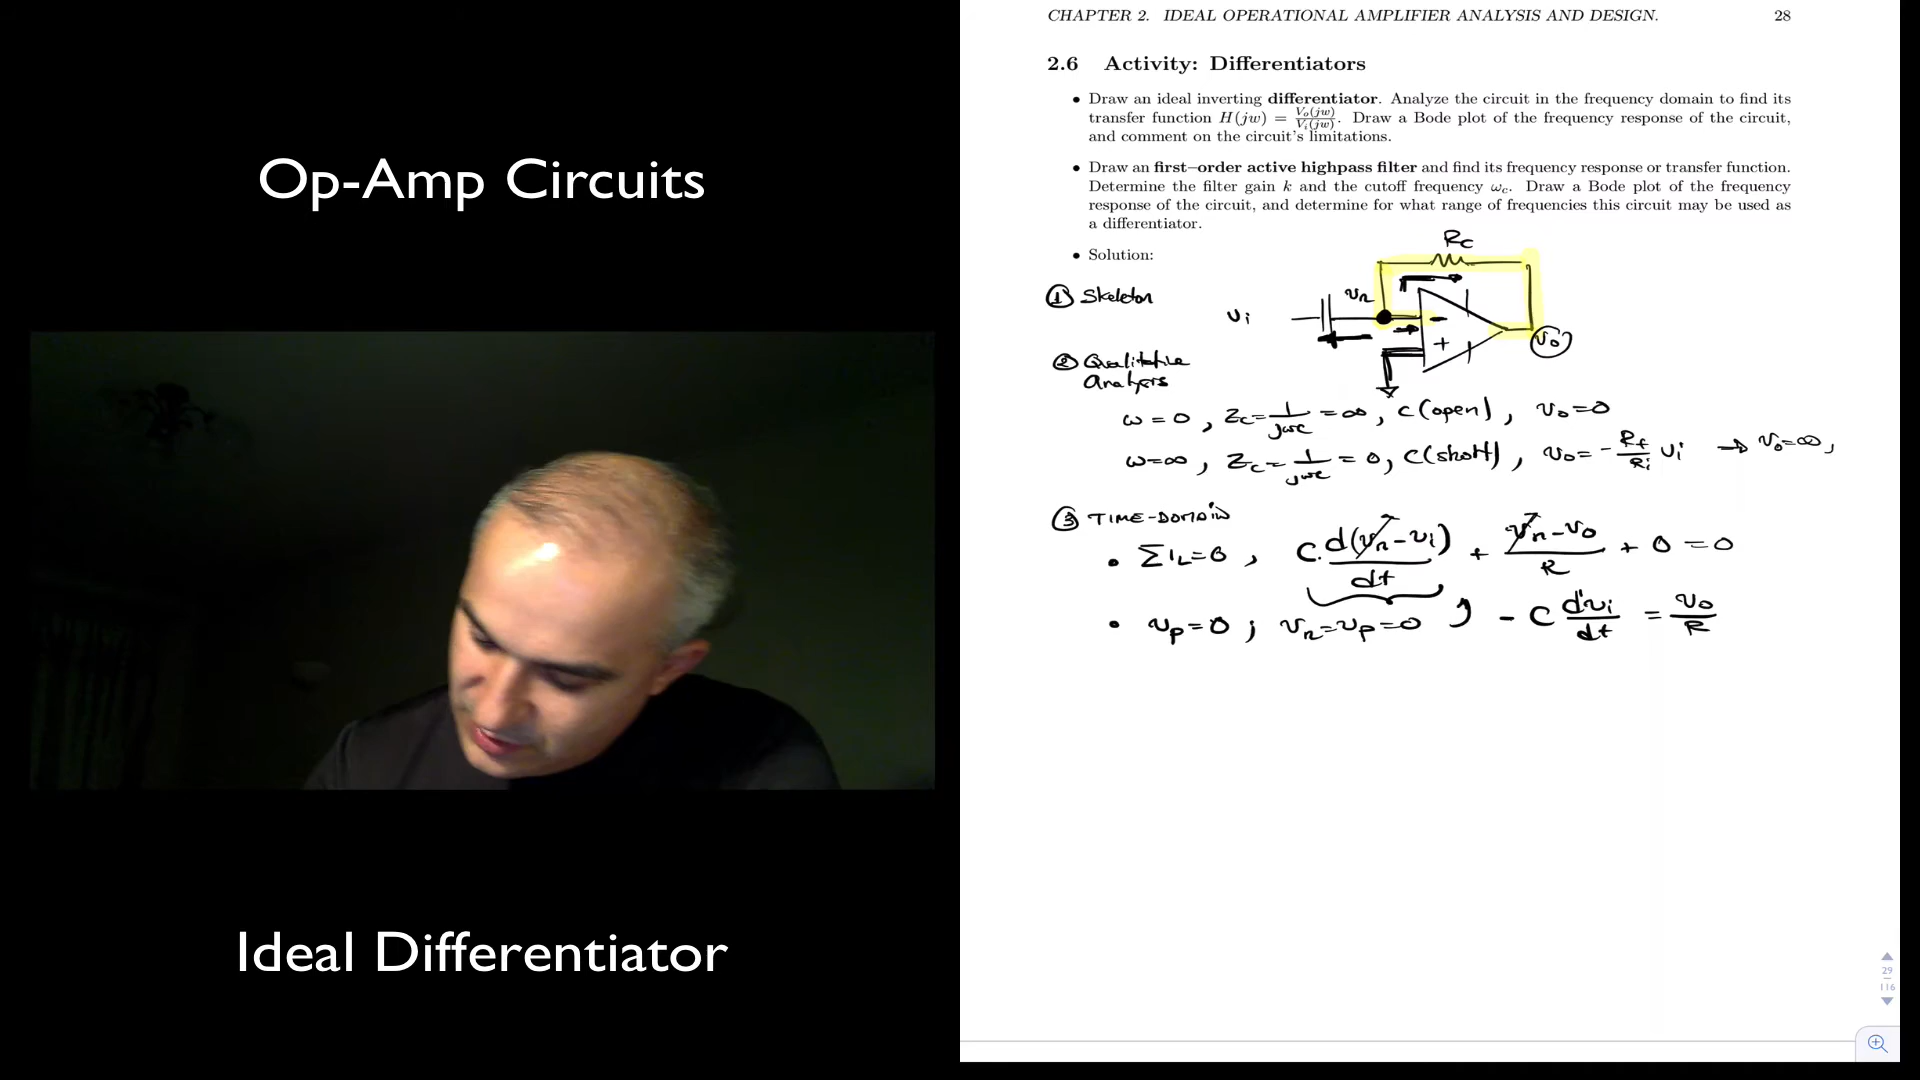 Op-Amp Circuits
Ideal Differentiator
CHAPTER 2. IDEAL OPERATIONAL AMPLIFIER ANALYSIS AND DESIGN. 28
2.6 Activity: Differentiators
• Draw an ideal inverting differentiator. Analyze the circuit in the frequency domain to find its
transfer function H(jw) = Vo(jw)/Vi(jw). Draw a Bode plot of the frequency response of the circuit,
and comment on the circuit's limitations.
• Draw an first–order active highpass filter and find its frequency response or transfer function.
Determine the filter gain k and the cutoff frequency ωc. Draw a Bode plot of the frequency
response of the circuit, and determine for what range of frequencies this circuit may be used as
a differentiator.
• Solution:
① Skeleton
vi
vn
-
+
vo
② Qualitative
Analysis
ω = 0, Zc = 1/jωc = ∞, C(open), vo = 0
ω = ∞, Zc = 1/jωc = 0, C(short), vo = - Rf/Ri vi → vo = ∞,
③ TIME-DOMAIN
• ΣIL = 0, C. d(vn - vi)/dt + (vn - vo)/R + 0 = 0
• vp = 0; vn = vp = 0, - C dvi/dt = vo/R
29
116